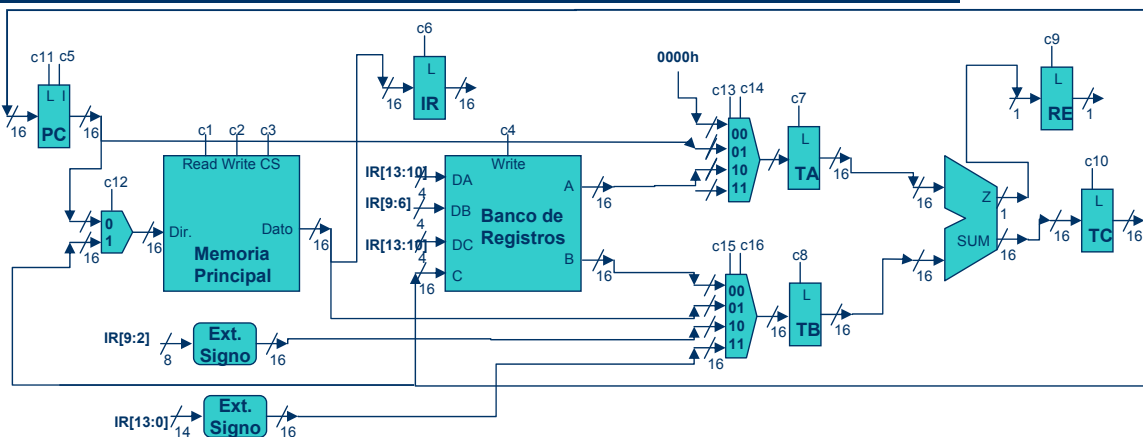 c6
c9
c11 c5
0000h
c13 c14
c7
L
L I
L
IR
16
16
1
RE
1
16
PC
16
c1 c2 c3
c4
00
01
10
11
L
TA
16
16
16
c10
Read Write CS
Write
c12
IR[13:10]
4
DA
A
16
Z
1
L
TC
16
16
0
1
16
16
Dir.
Dato
16
Memoria
Principal
IR[9:6]
4
DB
Banco de
Registros
IR[13:10]
4
DC
16
C
B
16
SUM
16
16
c15 c16
c8
00
01
10
11
L
TB
16
16
16
IR[9:2]
8
Ext.
Signo
16
IR[13:0]
14
Ext.
Signo
16